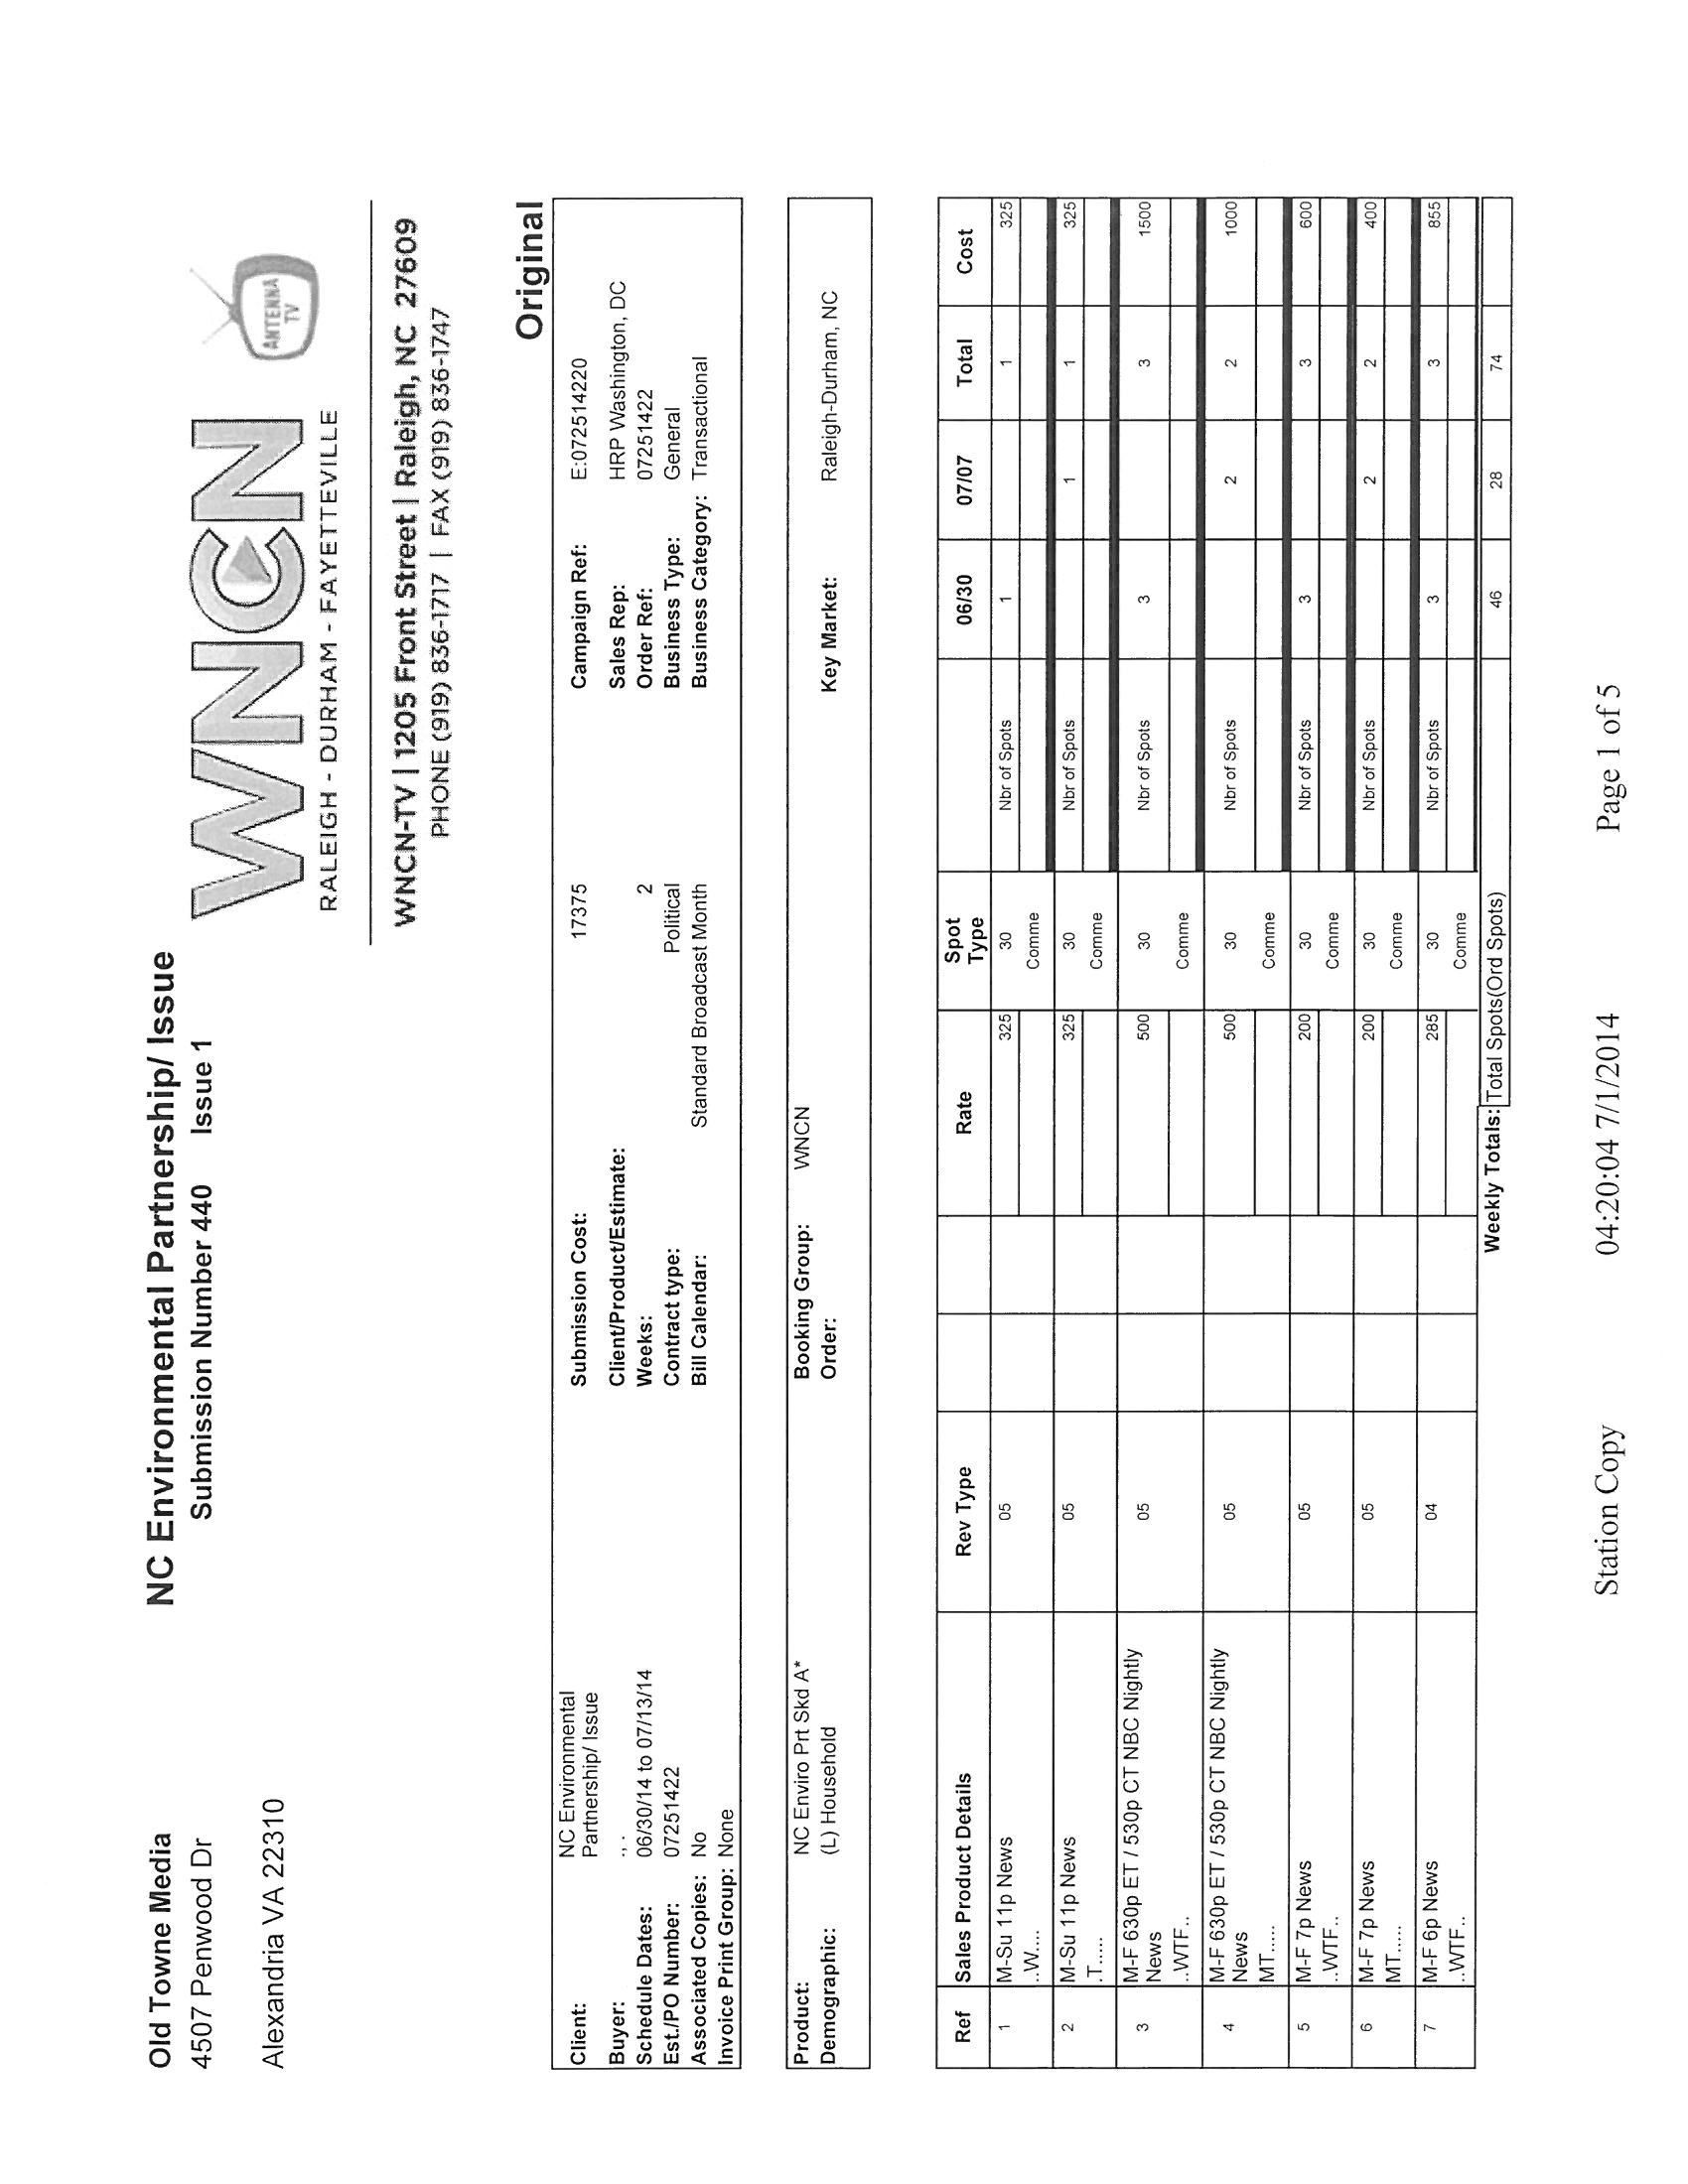 Old Towne Media
4507 Penwood Dr
Alexandria VA 22310
NC Environmental Partnership/ Issue
Submission Number 440 Issue 1
WNCN
RALEIGH - DURHAM - FAYETTEVILLE
ANTENNA
TV
WNCN-TV | 1205 Front Street | Raleigh, NC 27609
PHONE (919) 836-1717 | FAX (919) 836-1747
Original
Client: NC Environmental Partnership/ Issue Submission Cost: 17375 Campaign Ref: E:072514220
Buyer: ., . Client/Product/Estimate: Sales Rep: HRP Washington, DC
Schedule Dates: 06/30/14 to 07/13/14 Weeks: 2 Order Ref: 07251422
Est./PO Number: 07251422 Contract type: Political Business Type: General
Associated Copies: No Bill Calendar: Standard Broadcast Month Business Category: Transactional
Invoice Print Group: None
Product: NC Enviro Prt Skd A* Booking Group: WNCN
Demographic: (L) Household Order: Key Market: Raleigh-Durham, NC
Ref Sales Product Details Rev Type Rate Spot Type 06/30 07/07 Total Cost
1 M-Su 11p News 05 325 30 Nbr of Spots 1 1 325
..W.... Comme
2 M-Su 11p News 05 325 30 Nbr of Spots 1 1 325
.T..... Comme
3 M-F 630p ET / 530p CT NBC Nightly 05 500 30 Nbr of Spots 3 3 1500
News
..WTF.. Comme
4 M-F 630p ET / 530p CT NBC Nightly 05 500 30 Nbr of Spots 2 2 1000
News
MT..... Comme
5 M-F 7p News 05 200 30 Nbr of Spots 3 3 600
..WTF.. Comme
6 M-F 7p News 05 200 30 Nbr of Spots 2 2 400
MT..... Comme
7 M-F 6p News 04 285 30 Nbr of Spots 3 3 855
..WTF.. Comme
Weekly Totals: Total Spots(Ord Spots) 46 28 74
Station Copy 04:20:04 7/1/2014 Page 1 of 5